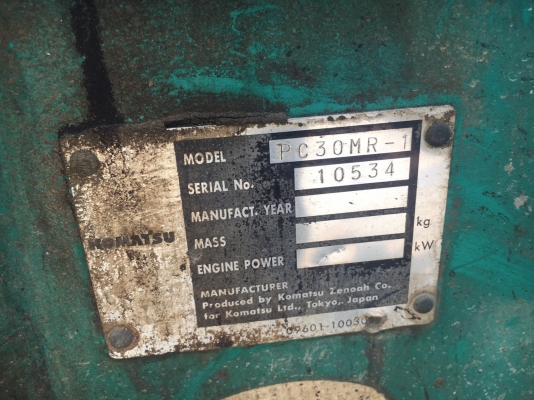 MODEL PC30MR-1
SERIAL No. 10534
MANUFACT. YEAR
MASS kg
ENGINE POWER kW
KOMATSU
MANUFACTURER
Produced by Komatsu Zenoah Co.
for Komatsu Ltd., Tokyo, Japan